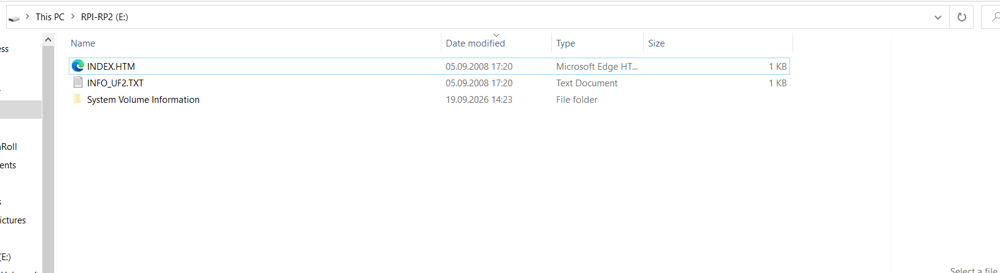 This PC > RPI-RP2 (E:)
ess
Name Date modified Type Size
INDEX.HTM 05.09.2008 17:20 Microsoft Edge HT... 1 KB
INFO_UF2.TXT 05.09.2008 17:20 Text Document 1 KB
System Volume Information 19.09.2026 14:23 File folder
Roll
ents
s
ictures
(E:)
Select a file